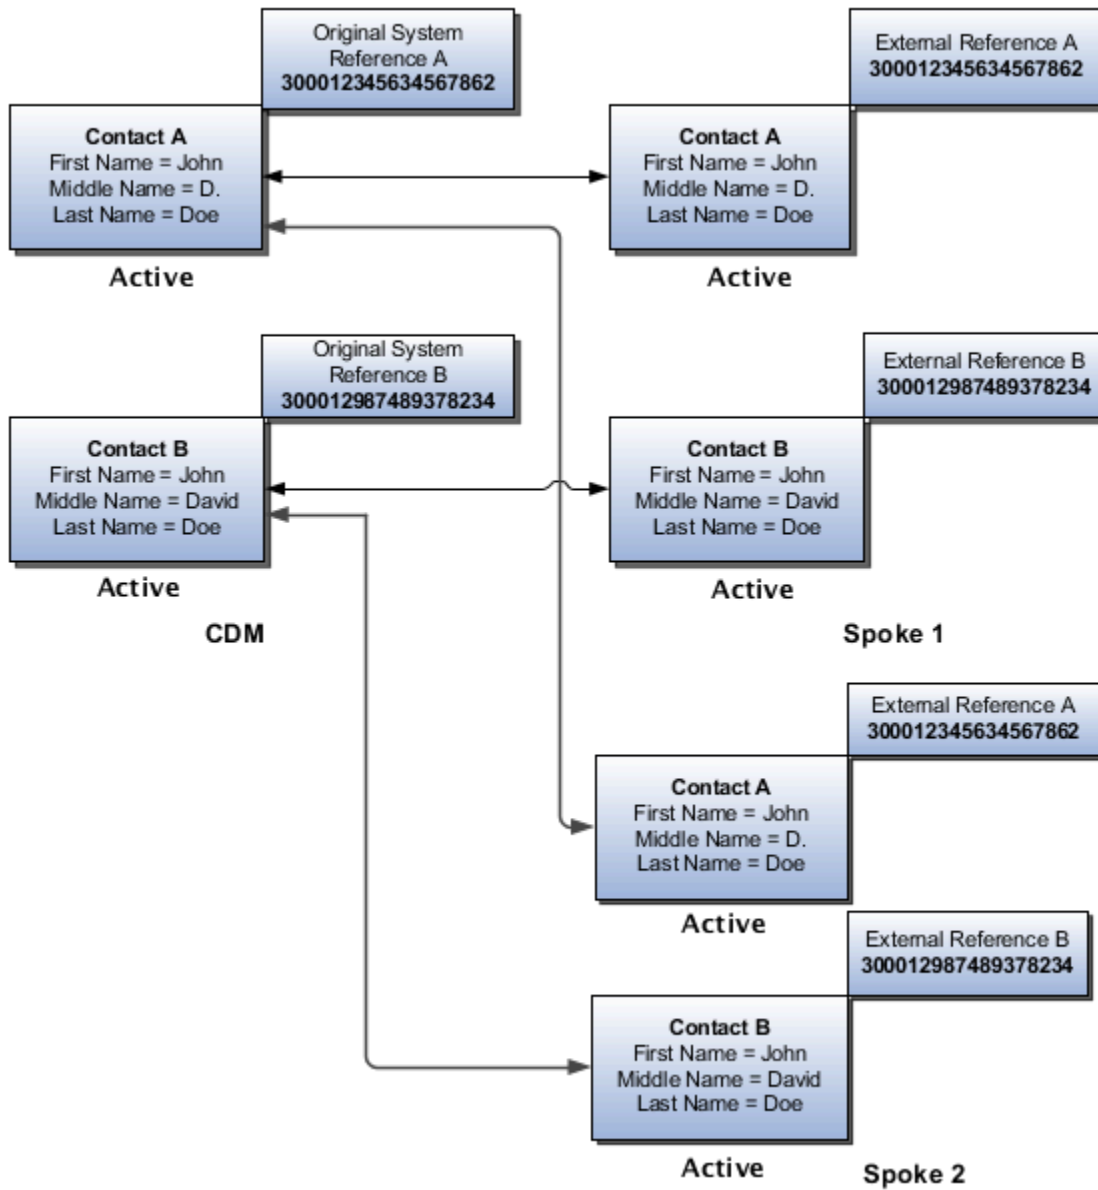 Original System
Reference A
300012345634567862
Contact A
First Name = John
Middle Name = D.
Last Name = Doe
Active
External Reference A
300012345634567862
Contact A
First Name = John
Middle Name = D.
Last Name = Doe
Active
Original System
Reference B
300012987489378234
Contact B
First Name = John
Middle Name = David
Last Name = Doe
Active
CDM
External Reference B
300012987489378234
Contact B
First Name = John
Middle Name = David
Last Name = Doe
Active
Spoke 1
External Reference A
300012345634567862
Contact A
First Name = John
Middle Name = D.
Last Name = Doe
Active
External Reference B
300012987489378234
Contact B
First Name = John
Middle Name = David
Last Name = Doe
Active
Spoke 2